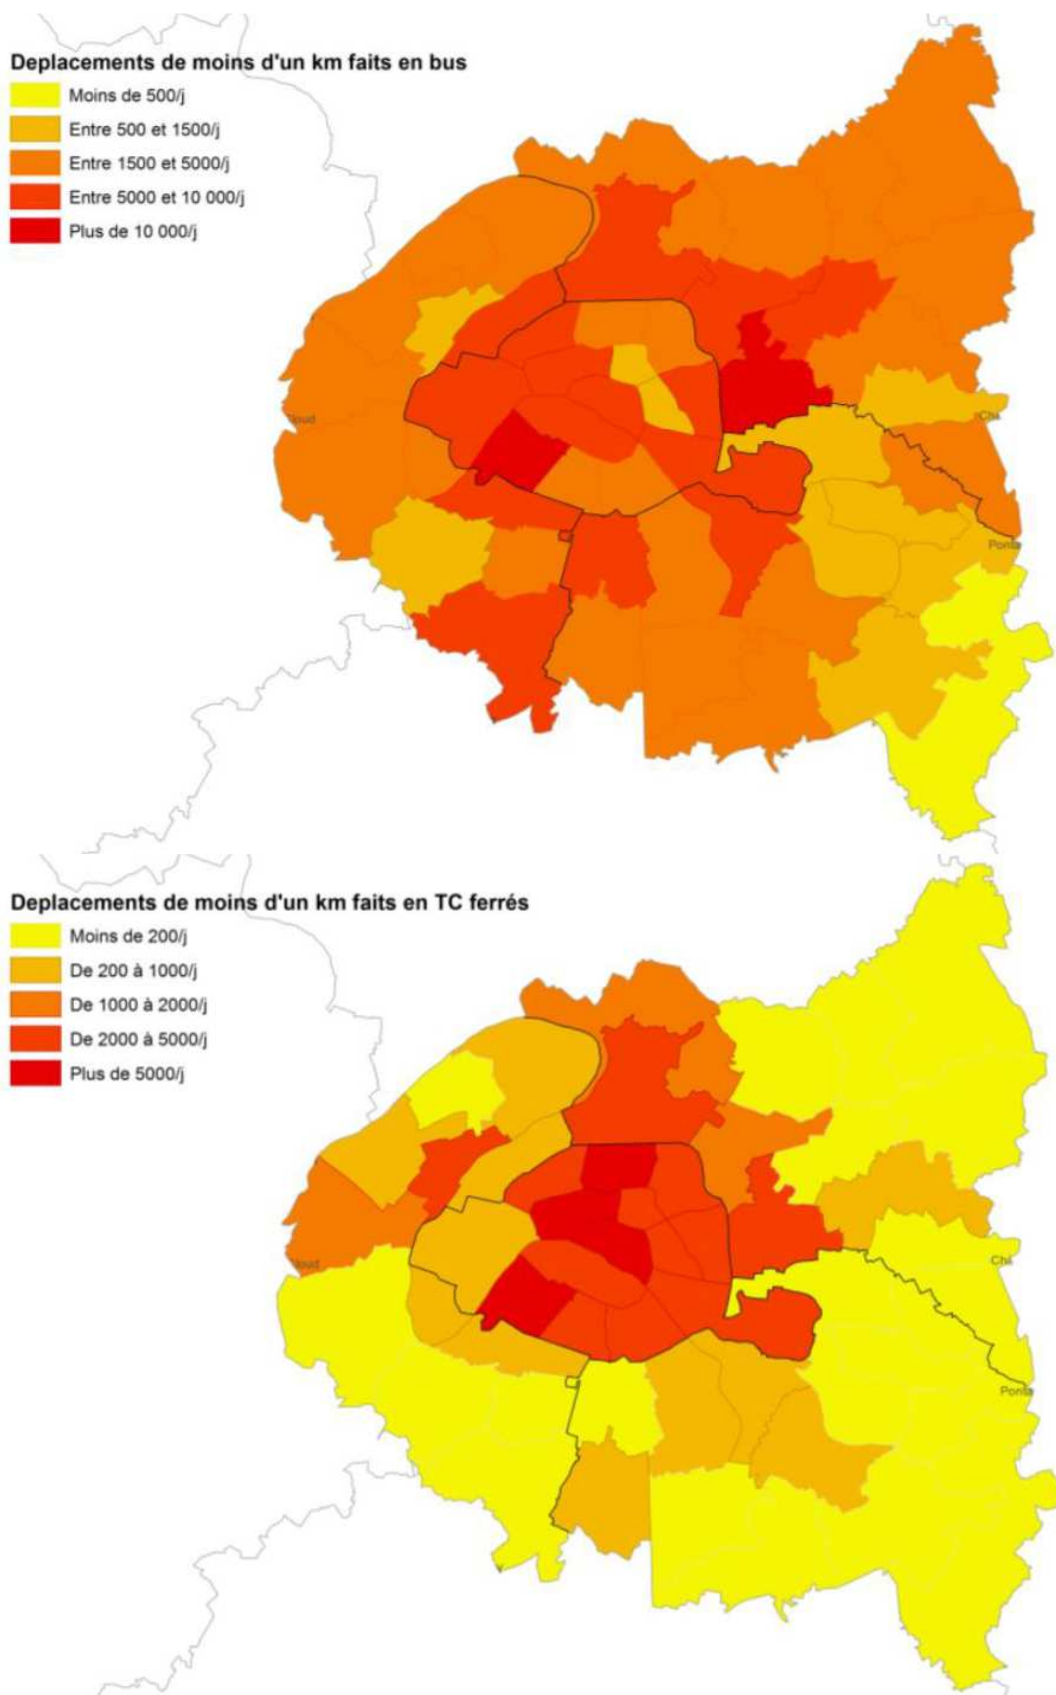 Deplacements de moins d'un km faits en bus
Moins de 500/j
Entre 500 et 1500/j
Entre 1500 et 5000/j
Entre 5000 et 10 000/j
Plus de 10 000/j
Ponta
Deplacements de moins d'un km faits en TC ferrés
Moins de 200/j
De 200 à 1000/j
De 1000 à 2000/j
De 2000 à 5000/j
Plus de 5000/j
Ponta